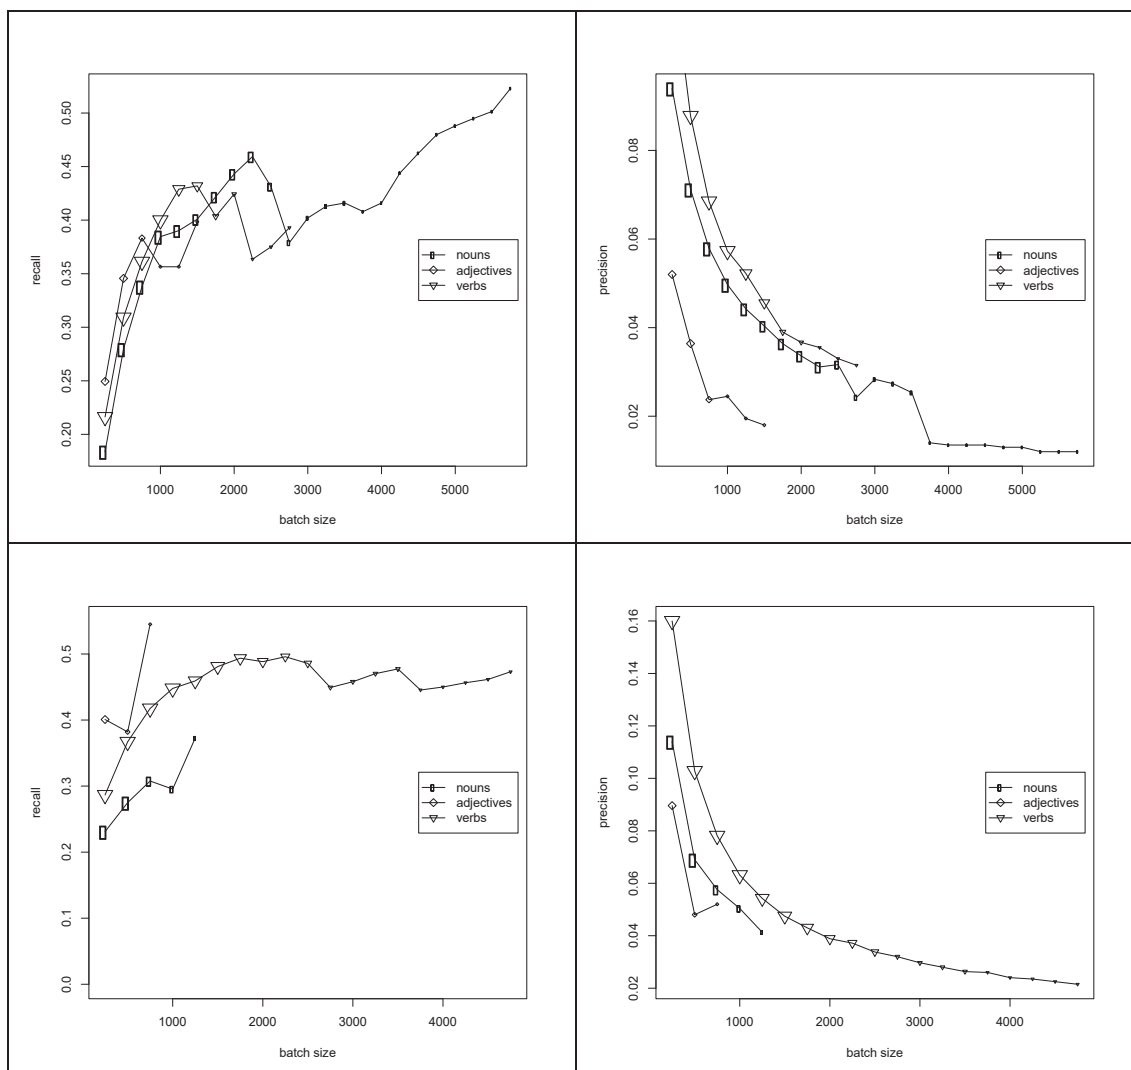 0.20 0.25 0.30 0.35 0.40 0.45 0.50
recall
nouns
adjectives
verbs
1000 2000 3000 4000 5000
batch size
0.02 0.04 0.06 0.08
precision
nouns
adjectives
verbs
1000 2000 3000 4000 5000
batch size
0.0 0.1 0.2 0.3 0.4 0.5
recall
nouns
adjectives
verbs
1000 2000 3000 4000
batch size
0.02 0.04 0.06 0.08 0.10 0.12 0.14 0.16
precision
nouns
adjectives
verbs
1000 2000 3000 4000
batch size